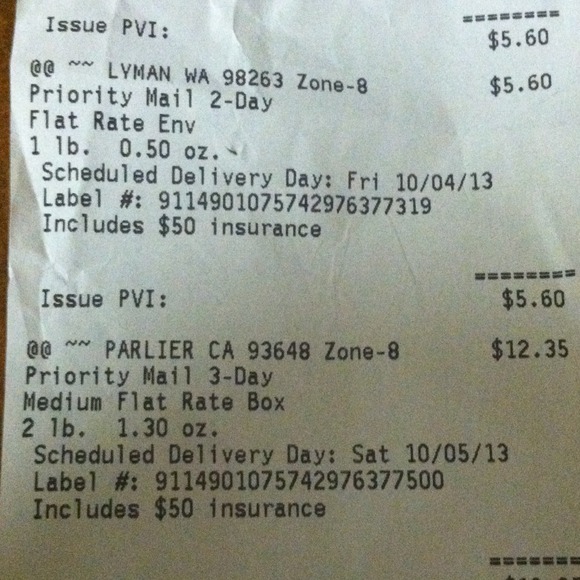 ========
Issue PVI: $5.60
@@ ~~ LYMAN WA 98263 Zone-8 $5.60
Priority Mail 2-Day
Flat Rate Env
1 lb. 0.50 oz.
Scheduled Delivery Day: Fri 10/04/13
Label #: 9114901075742976377319
Includes $50 insurance
========
Issue PVI: $5.60
@@ ~~ PARLIER CA 93648 Zone-8 $12.35
Priority Mail 3-Day
Medium Flat Rate Box
2 lb. 1.30 oz.
Scheduled Delivery Day: Sat 10/05/13
Label #: 9114901075742976377500
Includes $50 insurance
========